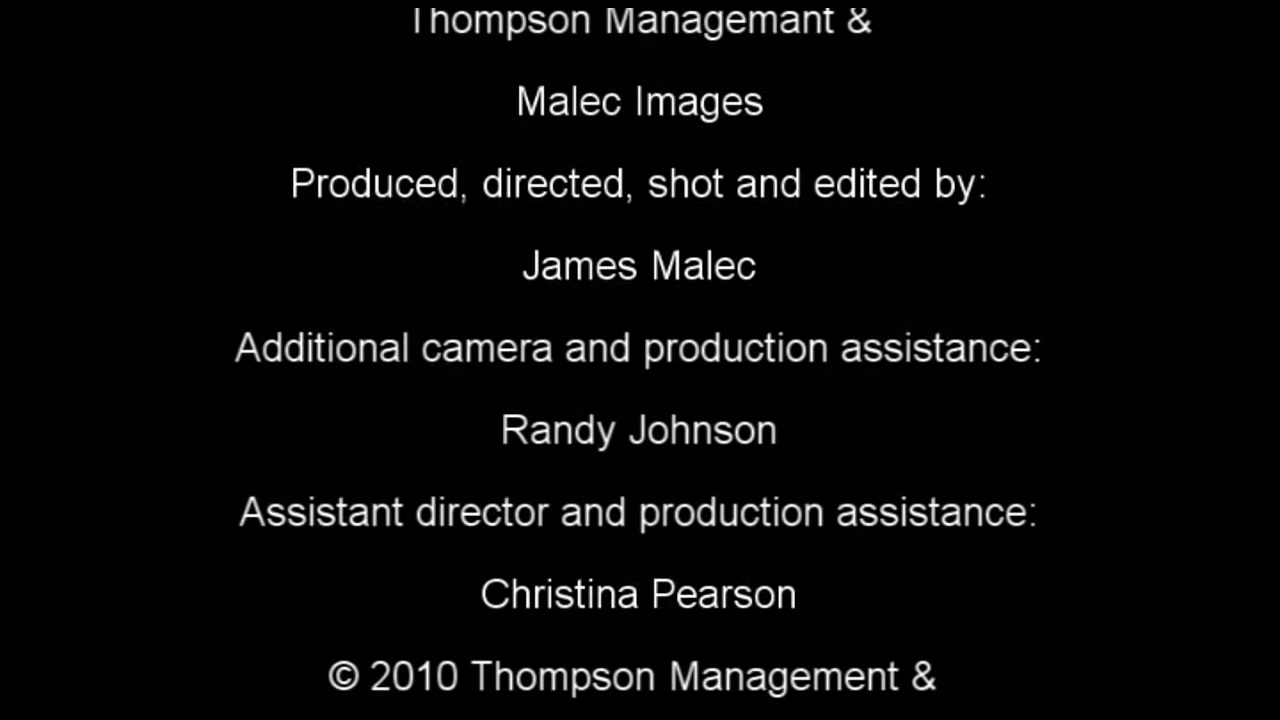 Thompson Managemant &
Malec Images
Produced, directed, shot and edited by:
James Malec
Additional camera and production assistance:
Randy Johnson
Assistant director and production assistance:
Christina Pearson
© 2010 Thompson Management &